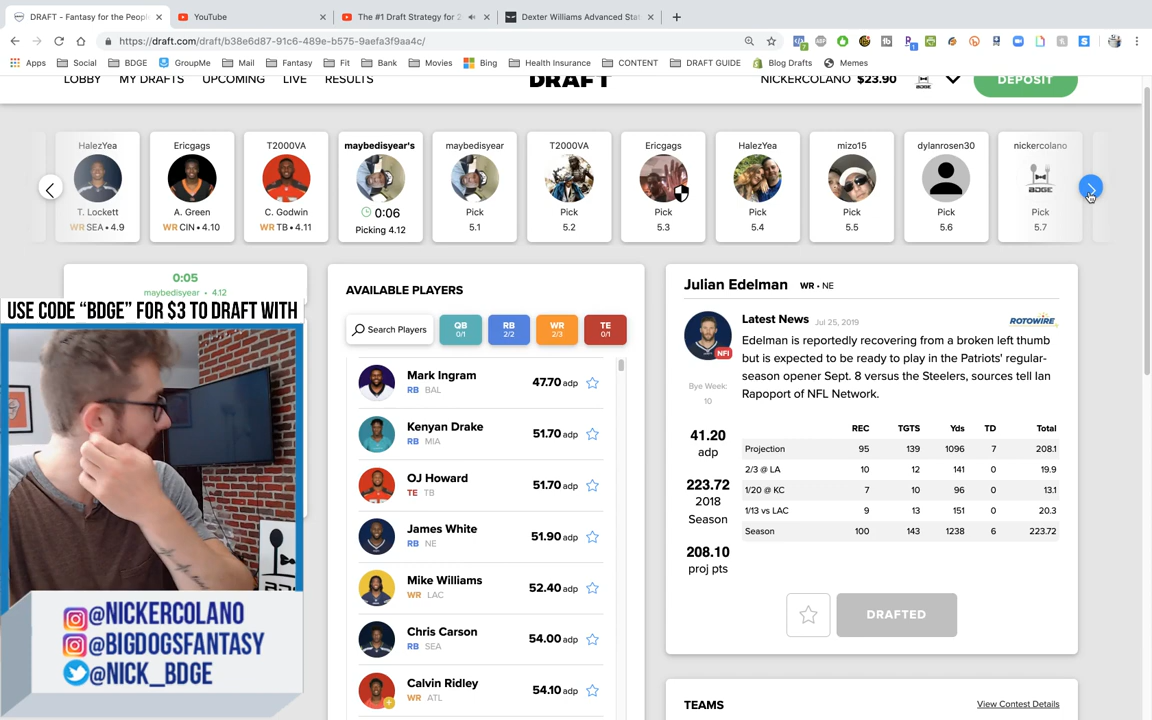 DRAFT - Fantasy for the People
YouTube
The #1 Draft Strategy for 2
Dexter Williams Advanced Stat
https://draft.com/draft/b38e6d87-91c6-489e-b575-9aefa3f9aa4c/
Apps Social BDGE GroupMe Mail Fantasy Fit Bank Movies Bing Health Insurance CONTENT DRAFT GUIDE Blog Drafts Memes
LOBBY MY DRAFTS UPCOMING LIVE RESULTS DRAFT NICKERCOLANO $23.90 BDGE DEPOSIT
HalezYea
T. Lockett
WR SEA • 4.9
Ericgags
A. Green
WR CIN • 4.10
T2000VA
C. Godwin
WR TB • 4.11
maybedisyear's
0:06
Picking 4.12
maybedisyear
Pick
5.1
T2000VA
Pick
5.2
Ericgags
Pick
5.3
HalezYea
Pick
5.4
mizo15
Pick
5.5
dylanrosen30
Pick
5.6
nickercolano
BDGE
Pick
5.7
0:05
maybedisyear • 4.12
USE CODE "BDGE" FOR $3 TO DRAFT WITH
@NICKERCOLANO
@BIGDOGSFANTASY
@NICK_BDGE
AVAILABLE PLAYERS
Search Players
QB
0/1
RB
2/2
WR
2/3
TE
0/1
Mark Ingram
RB BAL
47.70 adp
Kenyan Drake
RB MIA
51.70 adp
OJ Howard
TE TB
51.70 adp
James White
RB NE
51.90 adp
Mike Williams
WR LAC
52.40 adp
Chris Carson
RB SEA
54.00 adp
Calvin Ridley
WR ATL
54.10 adp
Julian Edelman WR • NE
NFI
Latest News Jul 25, 2019
ROTOWIRE
Edelman is reportedly recovering from a broken left thumb
but is expected to be ready to play in the Patriots' regular-
season opener Sept. 8 versus the Steelers, sources tell Ian
Rapoport of NFL Network.
Bye Week:
10
41.20
adp
223.72
2018
Season
208.10
proj pts
REC TGTS Yds TD Total
Projection 95 139 1096 7 208.1
2/3 @ LA 10 12 141 0 19.9
1/20 @ KC 7 10 96 0 13.1
1/13 vs LAC 9 13 151 0 20.3
Season 100 143 1238 6 223.72
DRAFTED
TEAMS
View Contest Details